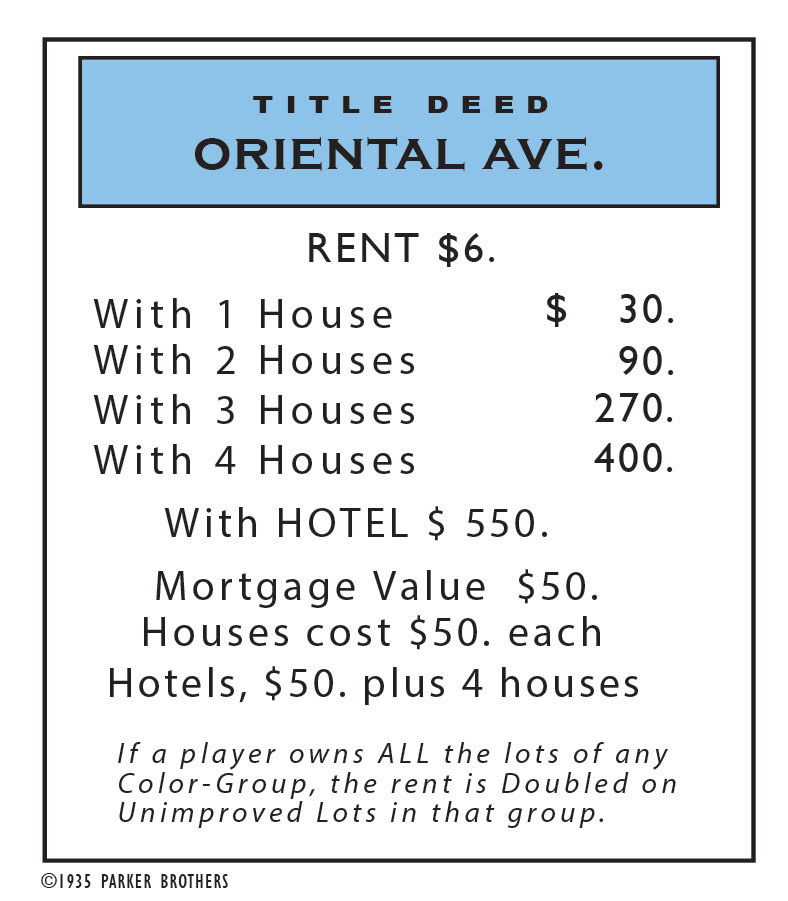 TITLE DEED
ORIENTAL AVE.
RENT $6.
With 1 House $ 30.
With 2 Houses 90.
With 3 Houses 270.
With 4 Houses 400.
With HOTEL $ 550.
Mortgage Value $50.
Houses cost $50. each
Hotels, $50. plus 4 houses
If a player owns ALL the lots of any
Color-Group, the rent is Doubled on
Unimproved Lots in that group.
©1935 PARKER BROTHERS